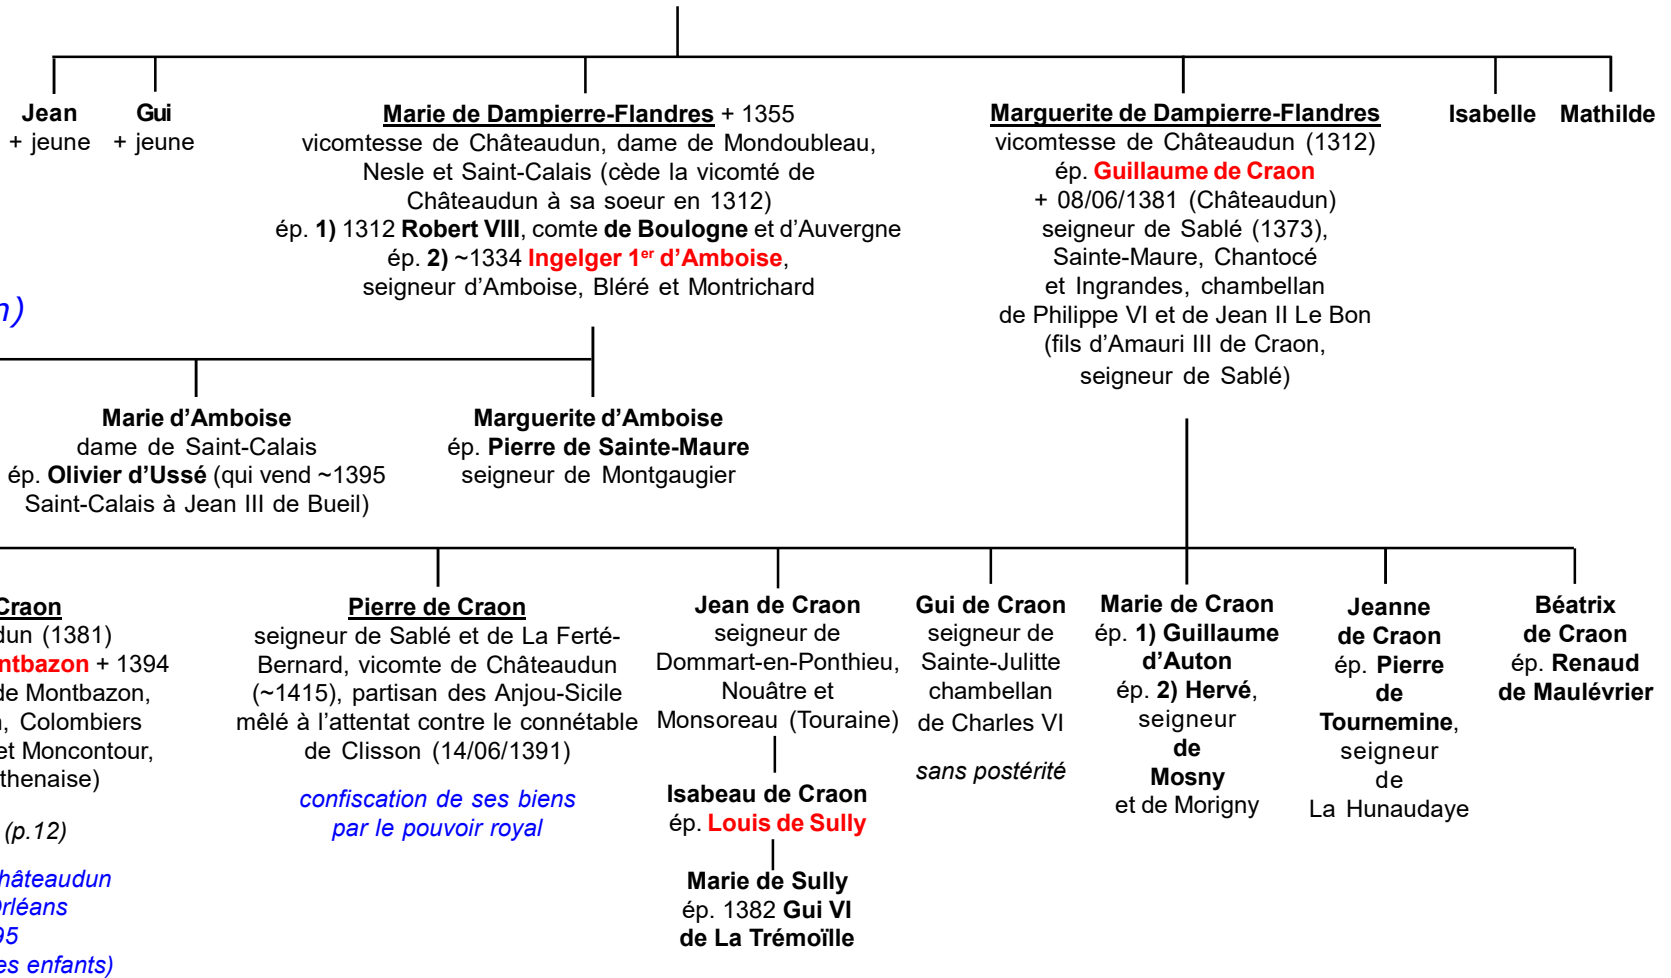 Jean
+ jeune
Gui
+ jeune
Marie de Dampierre-Flandres + 1355
vicomtesse de Châteaudun, dame de Mondoubleau,
Nesle et Saint-Calais (cède la vicomté de
Châteaudun à sa soeur en 1312)
ép. 1) 1312 Robert VIII, comte de Boulogne et d'Auvergne
ép. 2) ~1334 Ingelger 1er d'Amboise,
seigneur d'Amboise, Bléré et Montrichard
Marguerite de Dampierre-Flandres
vicomtesse de Châteaudun (1312)
ép. Guillaume de Craon
+ 08/06/1381 (Châteaudun)
seigneur de Sablé (1373),
Sainte-Maure, Chantocé
et Ingrandes, chambellan
de Philippe VI et de Jean II Le Bon
(fils d'Amauri III de Craon,
seigneur de Sablé)
Isabelle
Mathilde
n)
Marie d'Amboise
dame de Saint-Calais
ép. Olivier d'Ussé (qui vend ~1395
Saint-Calais à Jean III de Bueil)
Marguerite d'Amboise
ép. Pierre de Sainte-Maure
seigneur de Montgaugier
Craon
dun (1381)
ntbazon + 1394
de Montbazon,
n, Colombiers
et Moncontour,
thenaise)
(p.12)
hâteaudun
Orléans
95
es enfants)
Pierre de Craon
seigneur de Sablé et de La Ferté-
Bernard, vicomte de Châteaudun
(~1415), partisan des Anjou-Sicile
mêlé à l'attentat contre le connétable
de Clisson (14/06/1391)
confiscation de ses biens
par le pouvoir royal
Jean de Craon
seigneur de
Dommart-en-Ponthieu,
Nouâtre et
Monsoreau (Touraine)
Isabeau de Craon
ép. Louis de Sully
Marie de Sully
ép. 1382 Gui VI
de La Trémoïlle
Gui de Craon
seigneur de
Sainte-Julitte
chambellan
de Charles VI
sans postérité
Marie de Craon
ép. 1) Guillaume
d'Auton
ép. 2) Hervé,
seigneur
de
Mosny
et de Morigny
Jeanne
de Craon
ép. Pierre
de
Tournemine,
seigneur
de
La Hunaudaye
Béatrix
de Craon
ép. Renaud
de Maulévrier